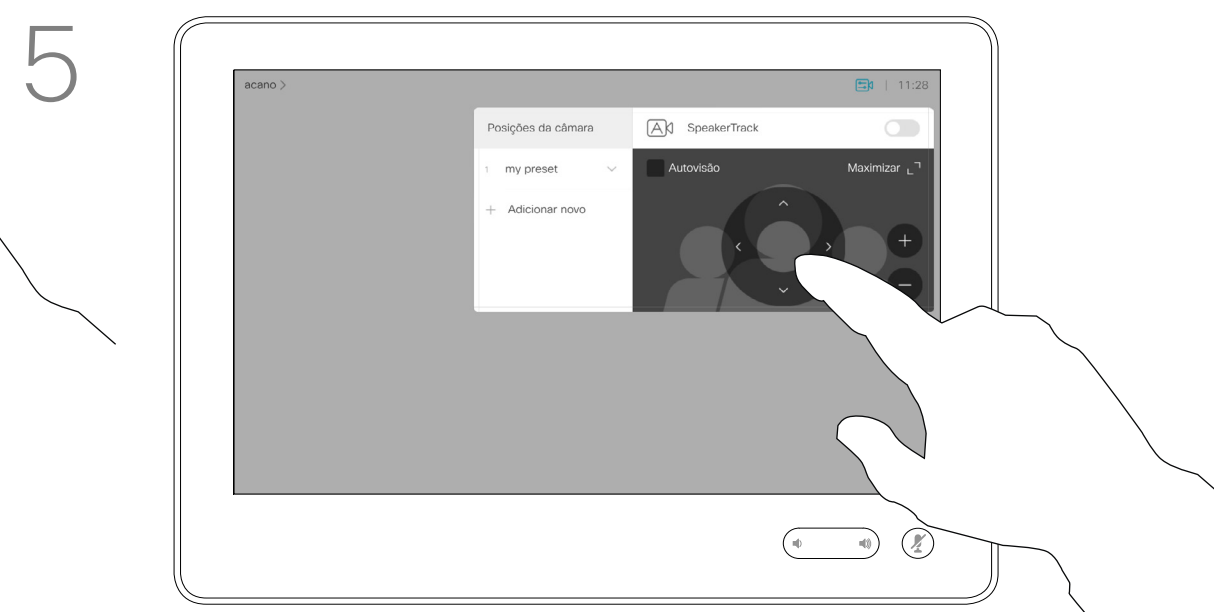 5
acano >
11:28
Posições da câmara
SpeakerTrack
1 my preset
Autovisão
Maximizar
+ Adicionar novo